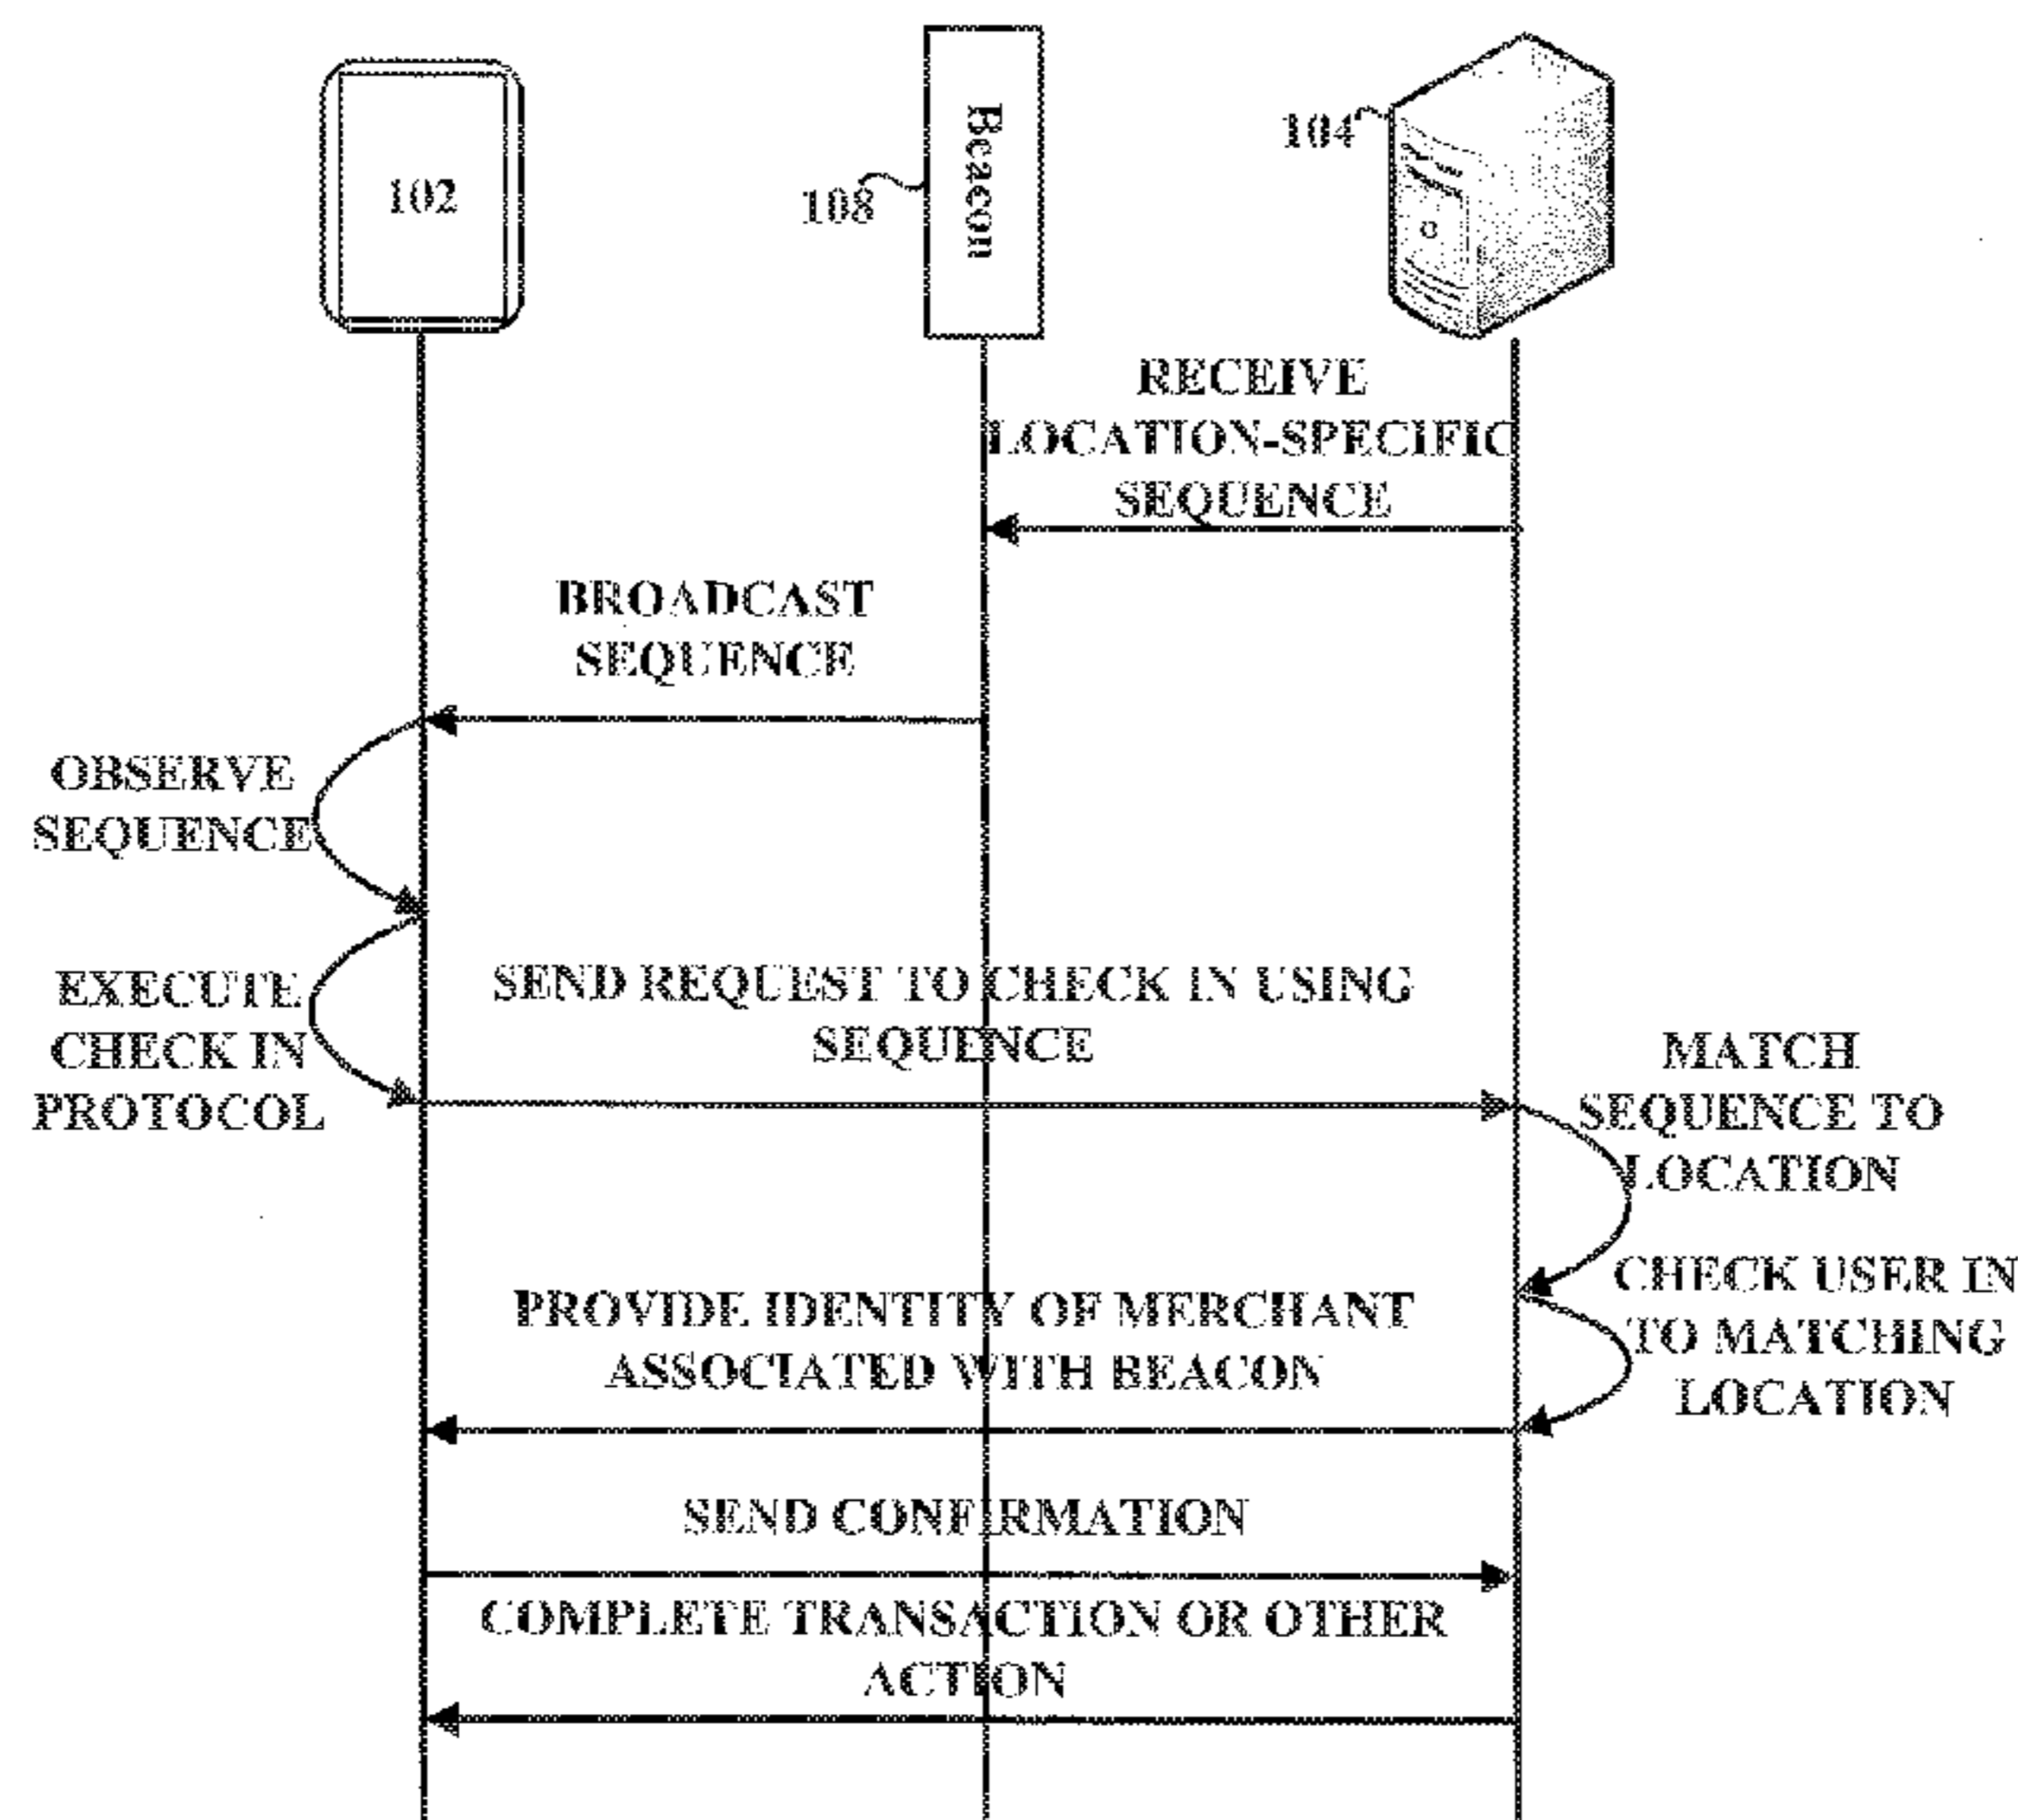 102
108
Beacon
104
RECEIVE
LOCATION-SPECIFIC
SEQUENCE
BROADCAST
SEQUENCE
OBSERVE
SEQUENCE
EXECUTE
CHECK IN
PROTOCOL
SEND REQUEST TO CHECK IN USING
SEQUENCE
MATCH
SEQUENCE TO
LOCATION
CHECK USER IN
TO MATCHING
LOCATION
PROVIDE IDENTITY OF MERCHANT
ASSOCIATED WITH BEACON
SEND CONFIRMATION
COMPLETE TRANSACTION OR OTHER
ACTION